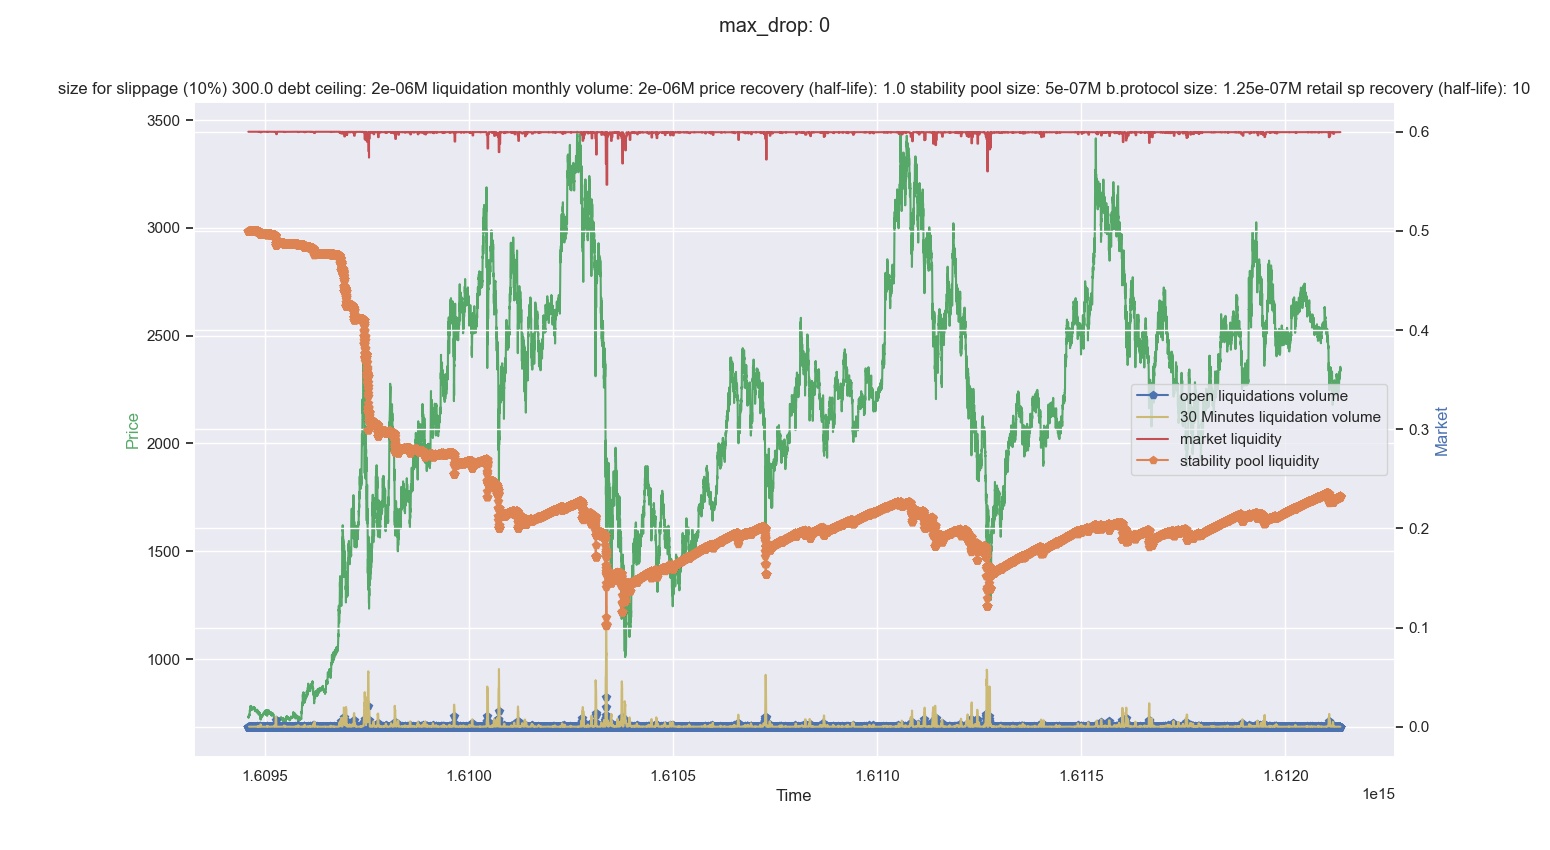 max_drop: 0
size for slippage (10%) 300.0 debt ceiling: 2e-06M liquidation monthly volume: 2e-06M price recovery (half-life): 1.0 stability pool size: 5e-07M b.protocol size: 1.25e-07M retail sp recovery (half-life): 10
3500
3000
2500
2000
1500
1000
Price
0.6
0.5
0.4
0.3
0.2
0.1
0.0
Market
open liquidations volume
30 Minutes liquidation volume
market liquidity
stability pool liquidity
1.6095 1.6100 1.6105 1.6110 1.6115 1.6120
Time
1e15